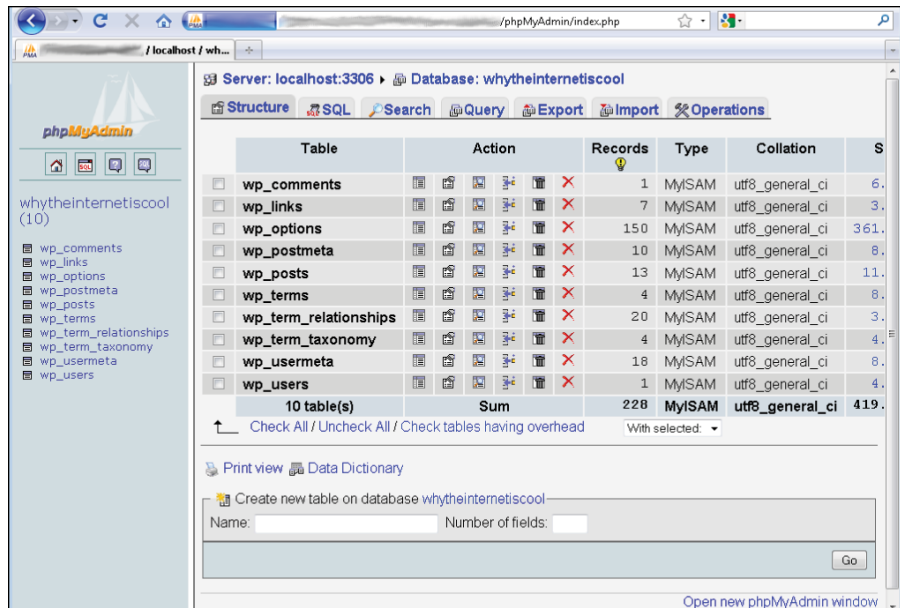 /phpMyAdmin/index.php
/ localhost / wh...
phpMyAdmin
whytheinternetiscool
(10)
wp_comments
wp_links
wp_options
wp_postmeta
wp_posts
wp_terms
wp_term_relationships
wp_term_taxonomy
wp_usermeta
wp_users
Server: localhost:3306 ▸ Database: whytheinternetiscool
Structure SQL Search Query Export Import Operations
Table Action Records Type Collation S
wp_comments 1 MyISAM utf8_general_ci 6.
wp_links 7 MyISAM utf8_general_ci 3.
wp_options 150 MyISAM utf8_general_ci 361.
wp_postmeta 10 MyISAM utf8_general_ci 8.
wp_posts 13 MyISAM utf8_general_ci 11.
wp_terms 4 MyISAM utf8_general_ci 8.
wp_term_relationships 20 MyISAM utf8_general_ci 3.
wp_term_taxonomy 4 MyISAM utf8_general_ci 4.
wp_usermeta 18 MyISAM utf8_general_ci 8.
wp_users 1 MyISAM utf8_general_ci 4.
10 table(s) Sum 228 MyISAM utf8_general_ci 419.
Check All / Uncheck All / Check tables having overhead With selected:
Print view Data Dictionary
Create new table on database whytheinternetiscool
Name: Number of fields:
Go
Open new phpMyAdmin window